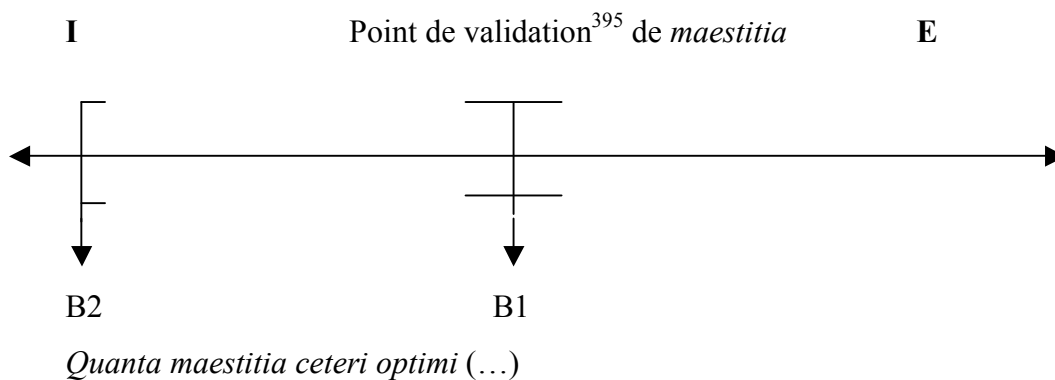 I Point de validation395 de maestitia E
B2 B1
Quanta maestitia ceteri optimi (…)